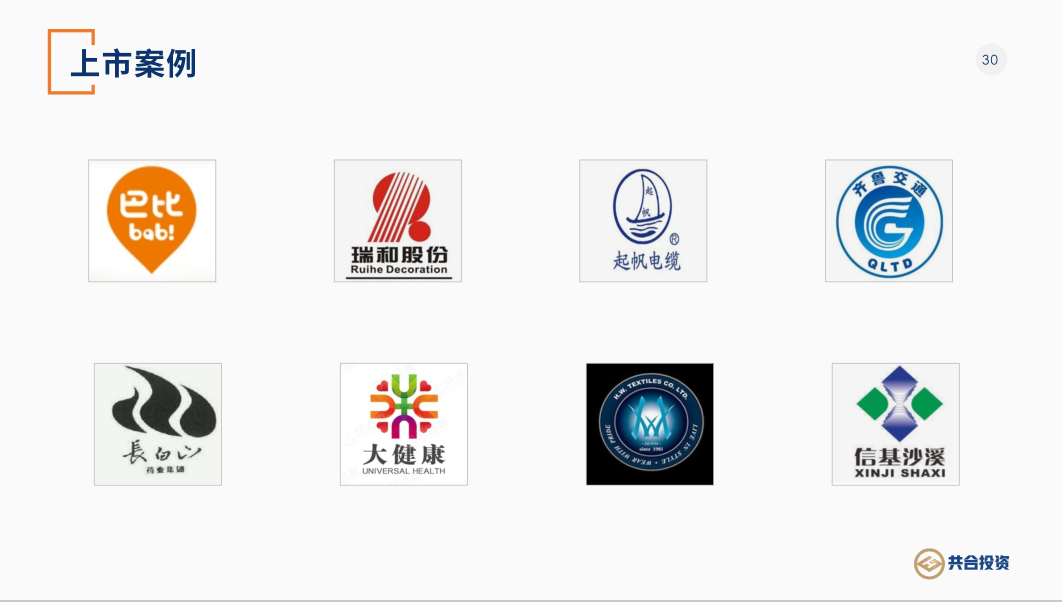 上市案例
30
巴比
bab!
瑞和股份
Ruihe Decoration
起帆
®
起帆电缆
齐鲁交通
QLTD
長白山
药业集团
大健康
UNIVERSAL HEALTH
H.W. TEXTILES CO. LTD.
since 1983
LIVE IN STYLE • WEAR WITH PRIDE
信基沙溪
XINJI SHAXI
共合投资